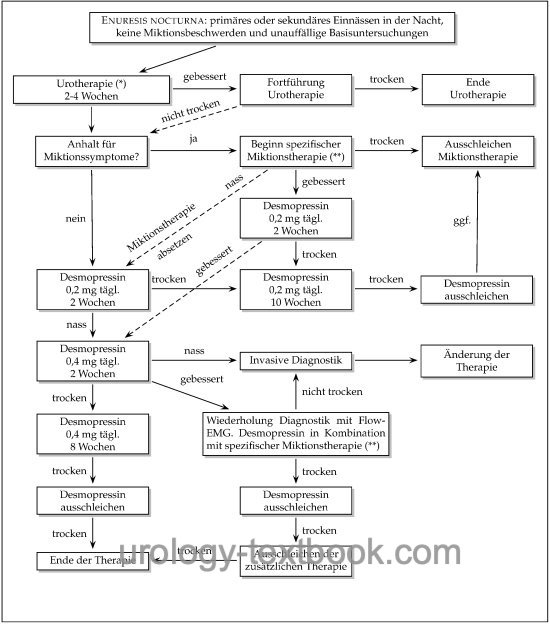 ENURESIS NOCTURNA: primäres oder sekundäres Einnässen in der Nacht,
keine Miktionsbeschwerden und unauffällige Basisuntersuchungen
Urotherapie (*)
2-4 Wochen
gebessert
Fortführung
Urotherapie
trocken
Ende
Urotherapie
nicht trocken
Anhalt für
Miktionssymptome?
ja
Beginn spezifischer
Miktionstherapie (**)
trocken
Ausschleichen
Miktionstherapie
nein
nass
Miktionstherapie
absetzen
gebessert
Desmopressin
0,2 mg tägl.
2 Wochen
ggf.
gebessert
trocken
Desmopressin
0,2 mg tägl.
2 Wochen
trocken
Desmopressin
0,2 mg tägl.
10 Wochen
trocken
Desmopressin
ausschleichen
nass
Desmopressin
0,4 mg tägl.
2 Wochen
nass
Invasive Diagnostik
Änderung der
Therapie
gebessert
nicht trocken
trocken
Desmopressin
0,4 mg tägl.
8 Wochen
Wiederholung Diagnostik mit Flow-
EMG. Desmopressin in Kombination
mit spezifischer Miktionstherapie (**)
trocken
trocken
Desmopressin
ausschleichen
Desmopressin
ausschleichen
trocken
trocken
Ende der Therapie
trocken
Ausschleichen der
zusätzlichen Therapie
urology-textbook.com